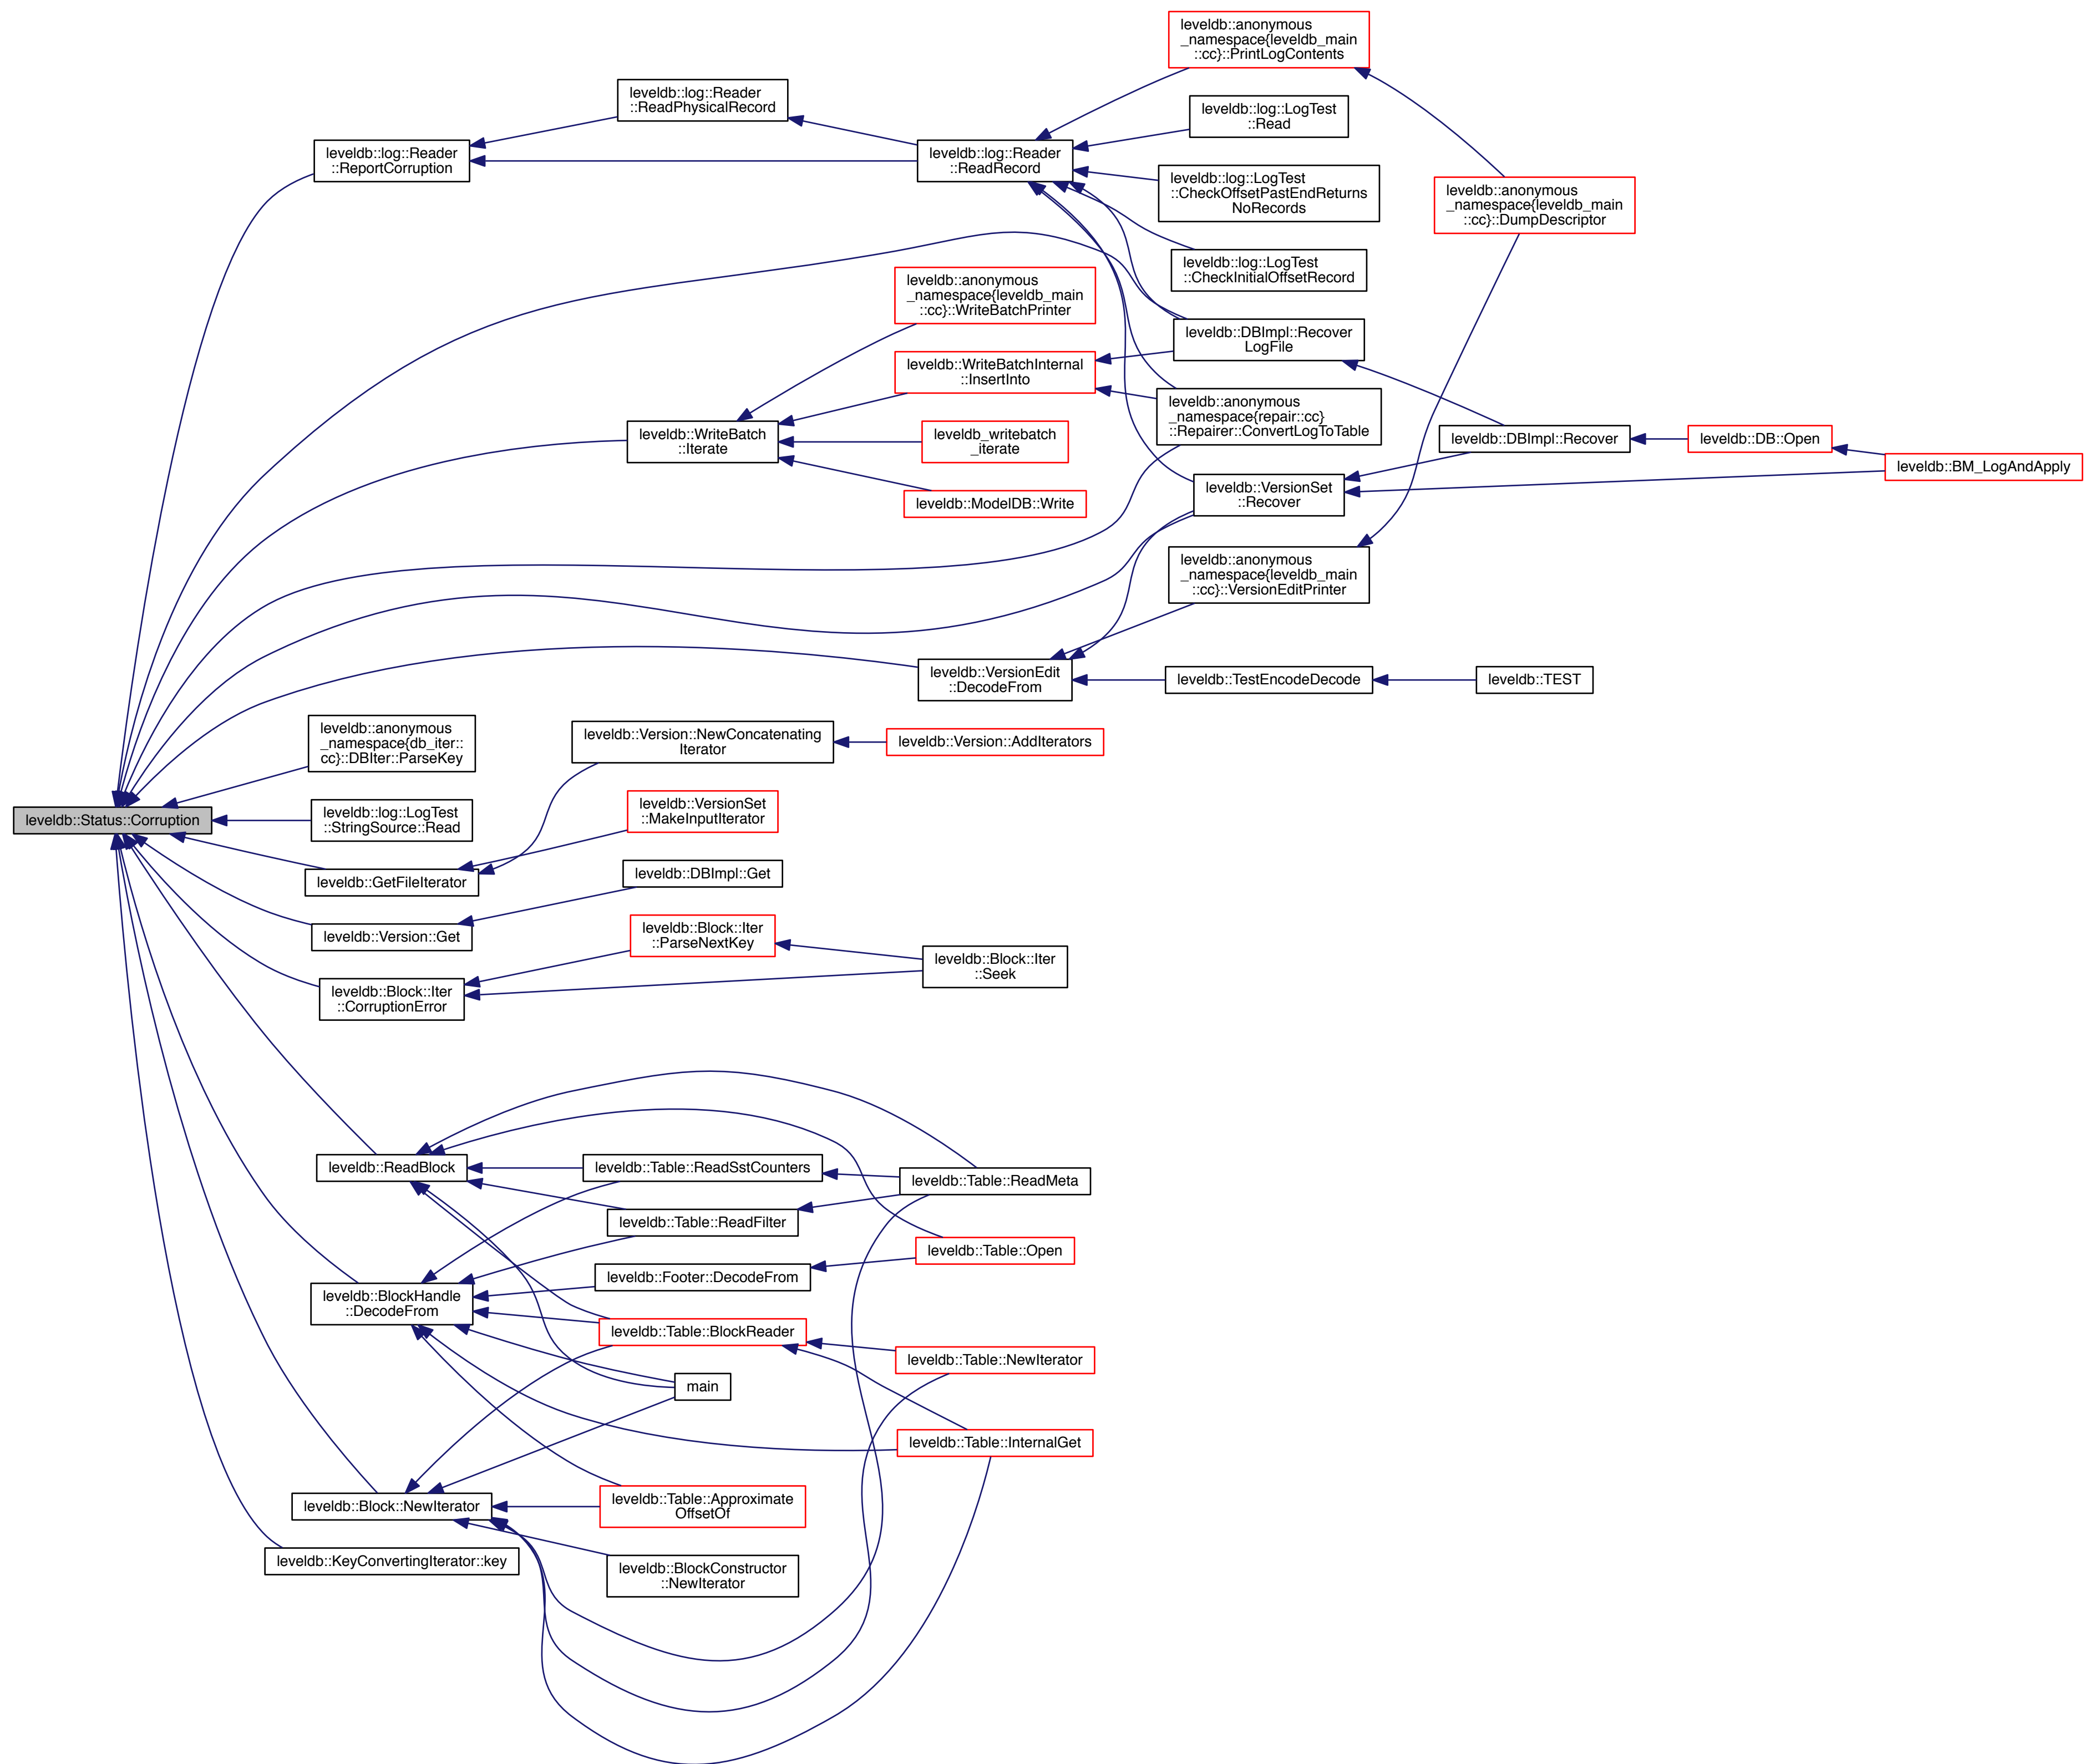 leveldb::anonymous
_namespace{leveldb_main
::cc}::PrintLogContents
leveldb::log::Reader
::ReadPhysicalRecord
leveldb::log::LogTest
::Read
leveldb::log::Reader
::ReportCorruption
leveldb::log::Reader
::ReadRecord
leveldb::log::LogTest
::CheckOffsetPastEndReturns
NoRecords
leveldb::anonymous
_namespace{leveldb_main
::cc}::DumpDescriptor
leveldb::log::LogTest
::CheckInitialOffsetRecord
leveldb::anonymous
_namespace{leveldb_main
::cc}::WriteBatchPrinter
leveldb::DBImpl::Recover
LogFile
leveldb::WriteBatchInternal
::InsertInto
leveldb::anonymous
_namespace{repair::cc}
::Repairer::ConvertLogToTable
leveldb::WriteBatch
::Iterate
leveldb_writebatch
_iterate
leveldb::DBImpl::Recover
leveldb::DB::Open
leveldb::BM_LogAndApply
leveldb::ModelDB::Write
leveldb::VersionSet
::Recover
leveldb::anonymous
_namespace{leveldb_main
::cc}::VersionEditPrinter
leveldb::VersionEdit
::DecodeFrom
leveldb::TestEncodeDecode
leveldb::TEST
leveldb::anonymous
_namespace{db_iter::
cc}::DBIter::ParseKey
leveldb::Version::NewConcatenating
Iterator
leveldb::Version::AddIterators
leveldb::Status::Corruption
leveldb::log::LogTest
::StringSource::Read
leveldb::VersionSet
::MakeInputIterator
leveldb::GetFileIterator
leveldb::DBImpl::Get
leveldb::Version::Get
leveldb::Block::Iter
::ParseNextKey
leveldb::Block::Iter
::Seek
leveldb::Block::Iter
::CorruptionError
leveldb::ReadBlock
leveldb::Table::ReadSstCounters
leveldb::Table::ReadMeta
leveldb::Table::ReadFilter
leveldb::Table::Open
leveldb::Footer::DecodeFrom
leveldb::BlockHandle
::DecodeFrom
leveldb::Table::BlockReader
leveldb::Table::NewIterator
main
leveldb::Table::InternalGet
leveldb::Block::NewIterator
leveldb::Table::Approximate
OffsetOf
leveldb::KeyConvertingIterator::key
leveldb::BlockConstructor
::NewIterator